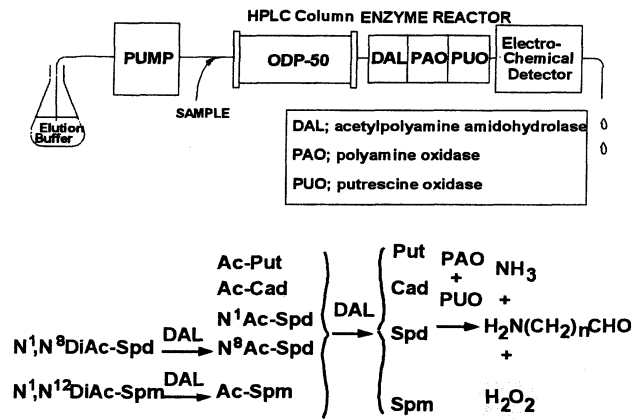 HPLC Column ENZYME REACTOR
PUMP
ODP-50
DAL PAO PUO
Electro-
Chemical
Detector
SAMPLE
Elution
Buffer
DAL; acetylpolyamine amidohydrolase
PAO; polyamine oxidase
PUO; putrescine oxidase
Ac-Put
Ac-Cad
N¹Ac-Spd
N¹,N⁸DiAc-Spd DAL N⁸Ac-Spd
N¹,N¹²DiAc-Spm DAL Ac-Spm
DAL
Put
Cad
Spd
Spm
PAO
+
PUO
NH₃
+
H₂N(CH₂)ₙCHO
+
H₂O₂